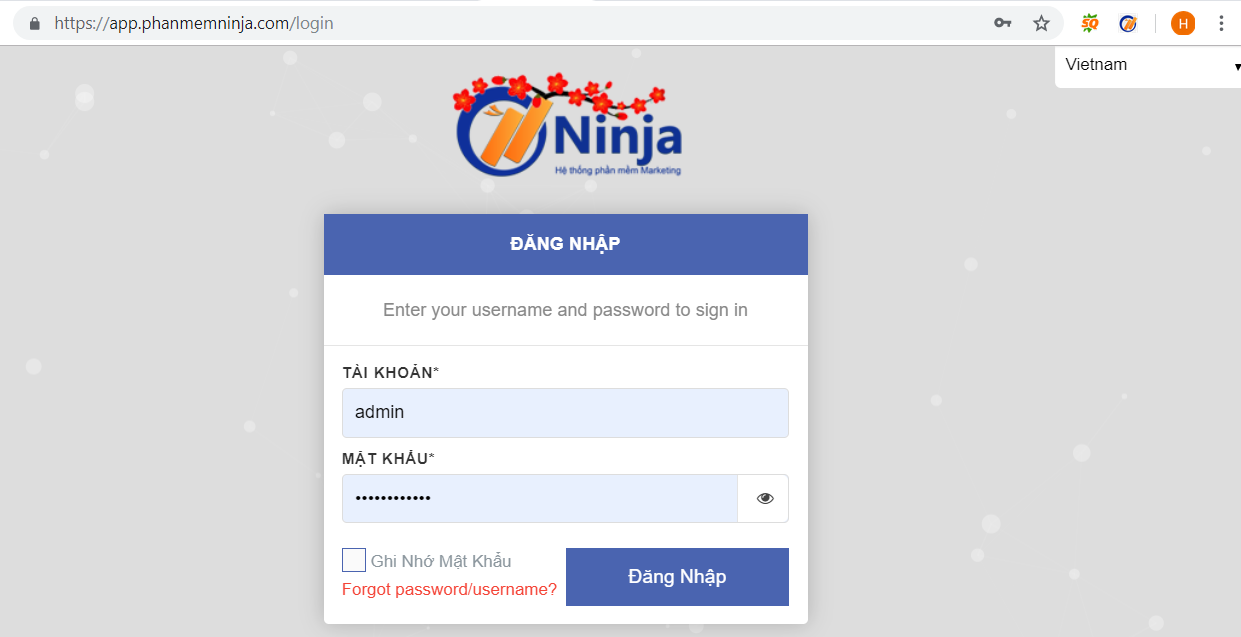 https://app.phanmemninja.com/login
SQ
H
Vietnam
Ninja
Hệ thống phần mềm Marketing
ĐĂNG NHẬP
Enter your username and password to sign in
TÀI KHOẢN*
admin
MẬT KHẨU*
••••••••••••
Ghi Nhớ Mật Khẩu
Forgot password/username?
Đăng Nhập